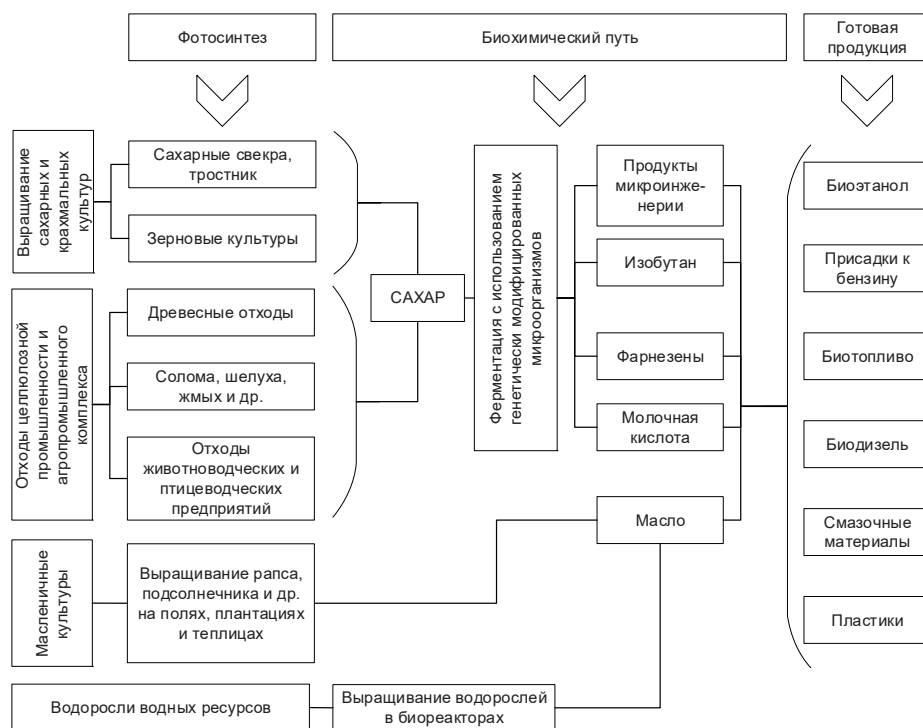 Фотосинтез
Биохимический путь
Готовая
продукция
Выращивание
сахарных и
крахмальных
культур
Сахарные свекра,
тростник
Зерновые культуры
Отходы целлюлозной
промышленности и
агропромышленного
комплекса
Древесные отходы
Солома, шелуха,
жмых и др.
Отходы
животноводческих и
птицеводческих
предприятий
САХАР
Ферментация с использованием
генетически модифицированных
микроорганизмов
Продукты
микроинже-
нерии
Изобутан
Фарнезены
Молочная
кислота
Масло
Биоэтанол
Присадки к
бензину
Биотопливо
Биодизель
Смазочные
материалы
Пластики
Масленичные
культуры
Выращивание рапса,
подсолнечника и др.
на полях, плантациях
и теплицах
Водоросли водных ресурсов
Выращивание водорослей
в биореакторах